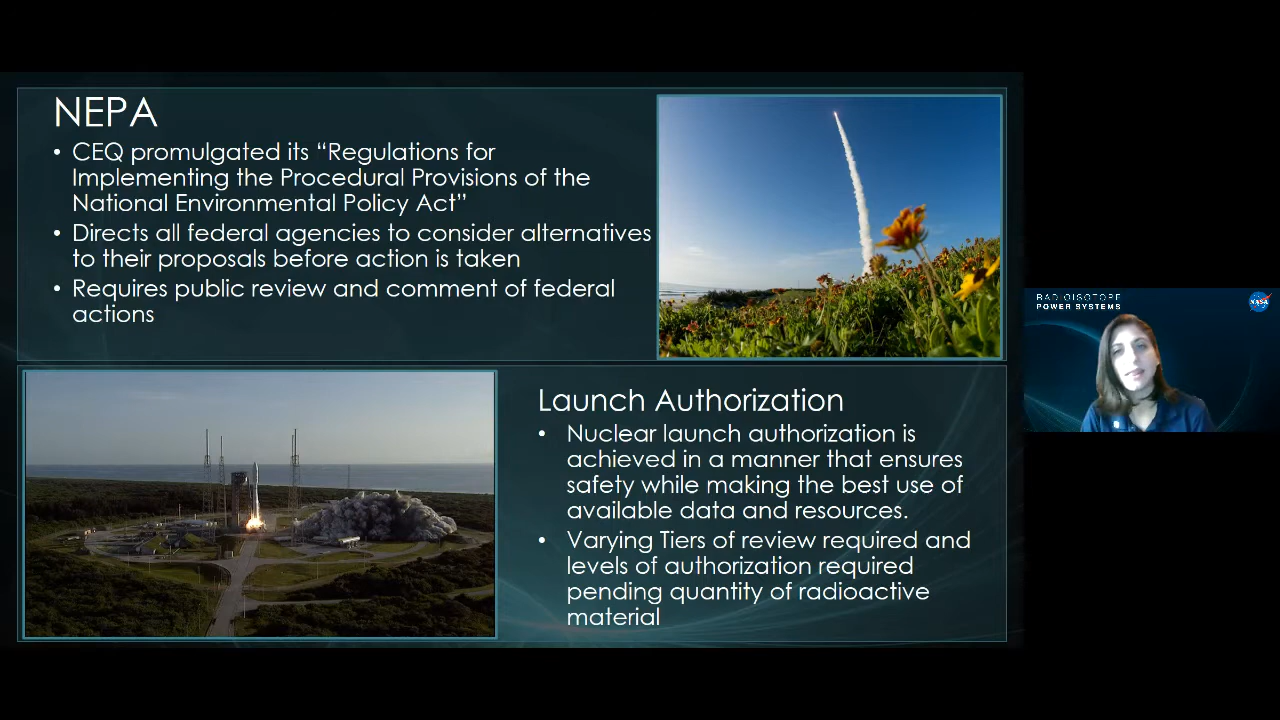 NEPA
• CEQ promulgated its “Regulations for
Implementing the Procedural Provisions of the
National Environmental Policy Act”
• Directs all federal agencies to consider alternatives
to their proposals before action is taken
• Requires public review and comment of federal
actions
Launch Authorization
• Nuclear launch authorization is
achieved in a manner that ensures
safety while making the best use of
available data and resources.
• Varying Tiers of review required and
levels of authorization required
pending quantity of radioactive
material
RADIOISOTOPE
POWER SYSTEMS
NASA